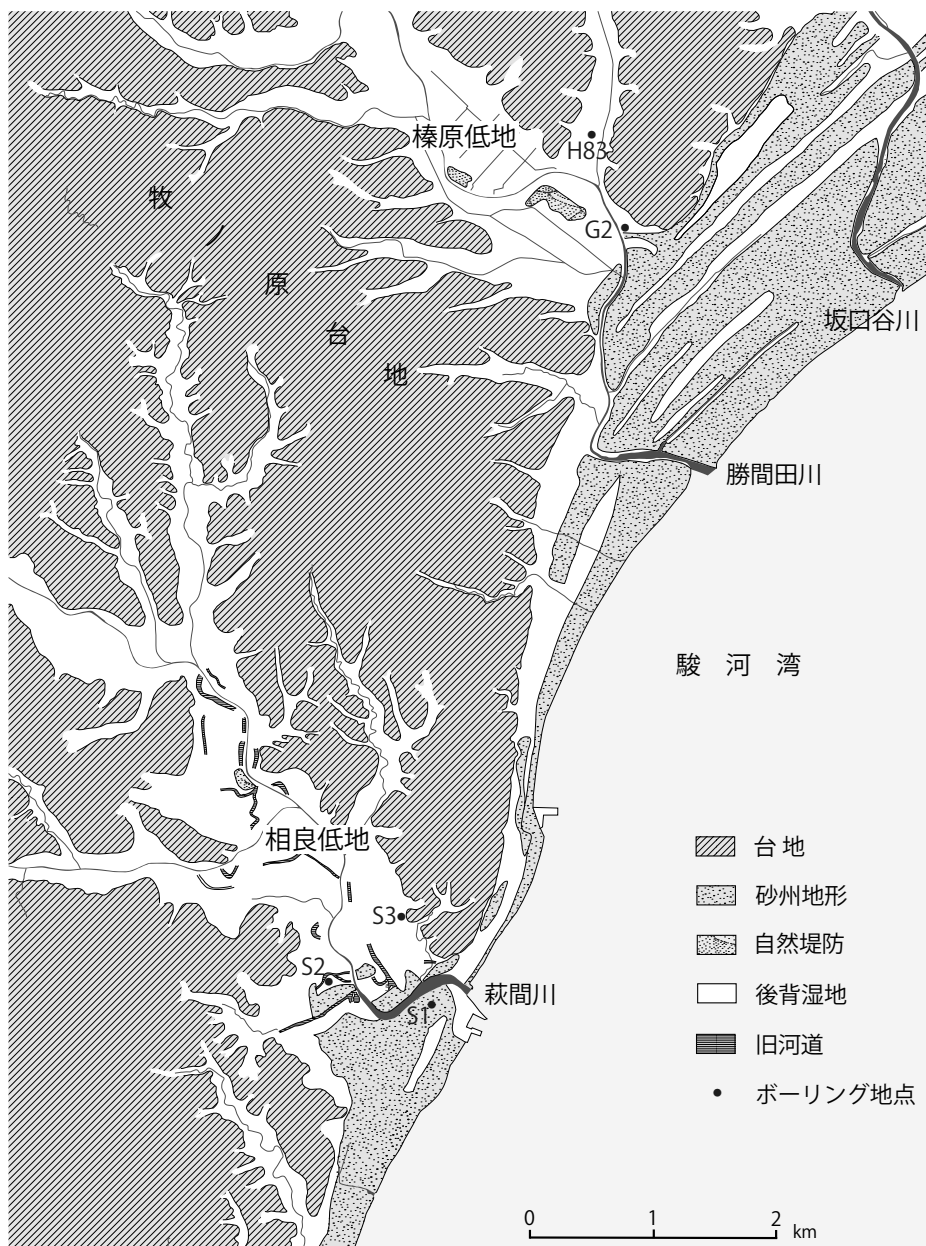 榛原低地
H83
牧
原
台
地
G2
坂口谷川
勝間田川
駿河湾
相良低地
S3
S2
S1
萩間川
台地
砂州地形
自然堤防
後背湿地
旧河道
ボーリング地点
0 1 2 km